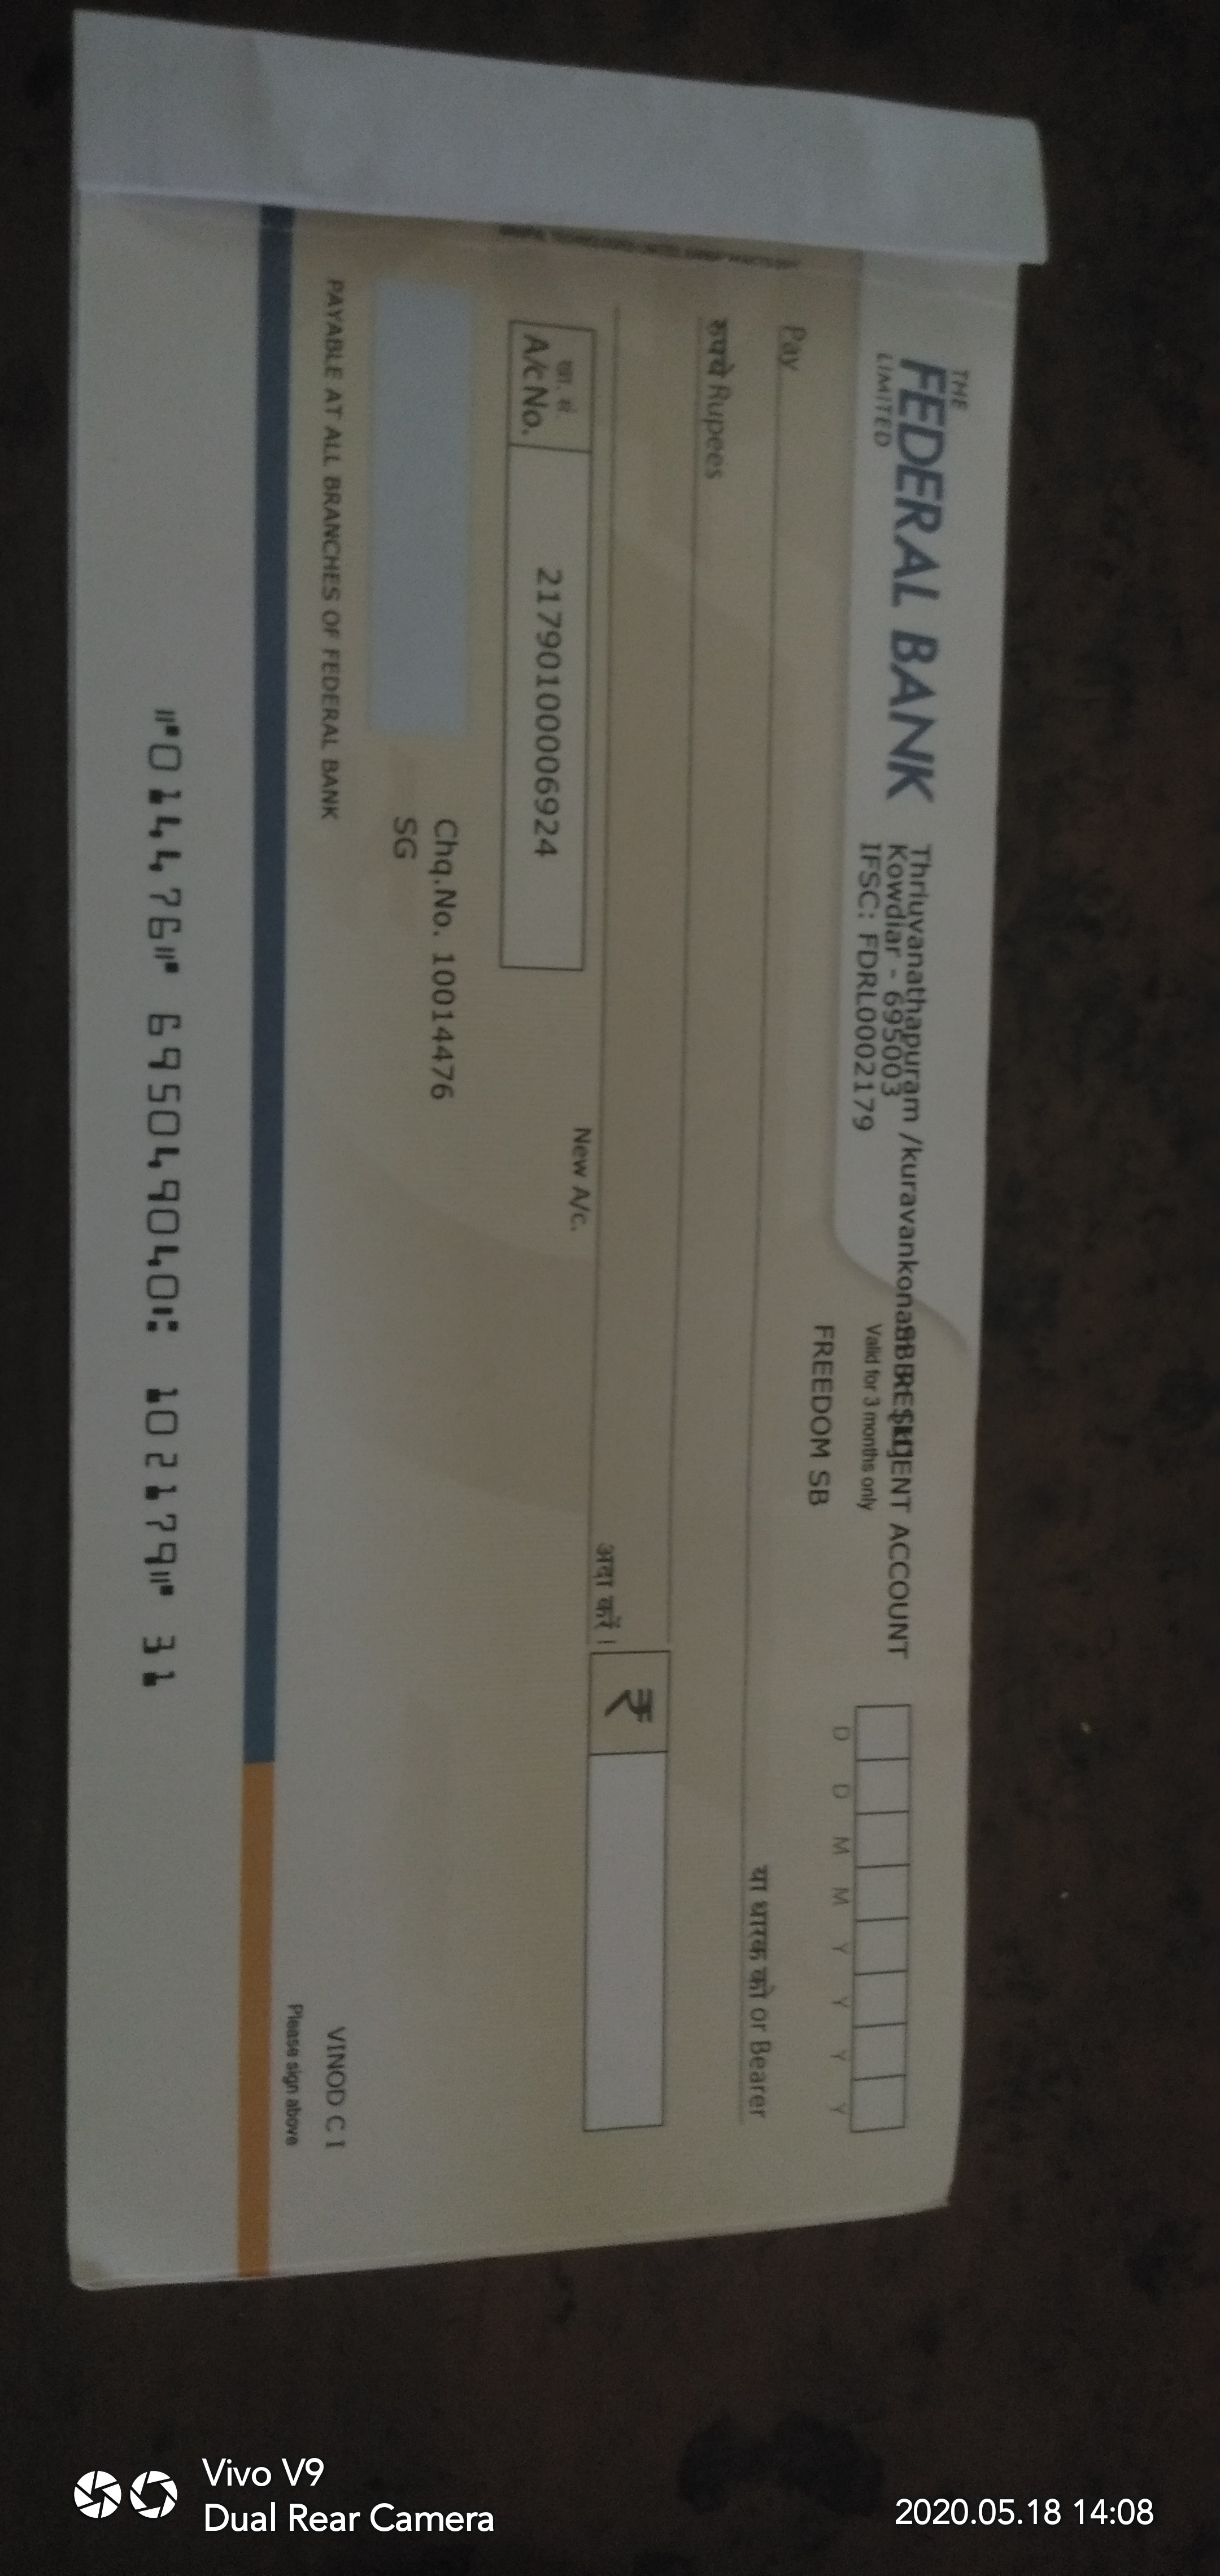 THE
FEDERAL BANK
LIMITED
Thriuvanathapuram /kuravankonam
Kowdiar - 695003
IFSC: FDRL0002179
SB RESIDENT ACCOUNT
Valid for 3 months only
FREEDOM SB
D D M M Y Y Y Y
Pay
या धारक को or Bearer
रुपये Rupees
अदा करें।
₹
खा. सं.
A/c No.
21790100006924
New A/c.
Chq.No. 10014476
SG
VINOD C I
Please sign above
PAYABLE AT ALL BRANCHES OF FEDERAL BANK
⑈014476⑈ 695049040⑆ 102179⑈ 31
Vivo V9
Dual Rear Camera
2020.05.18 14:08